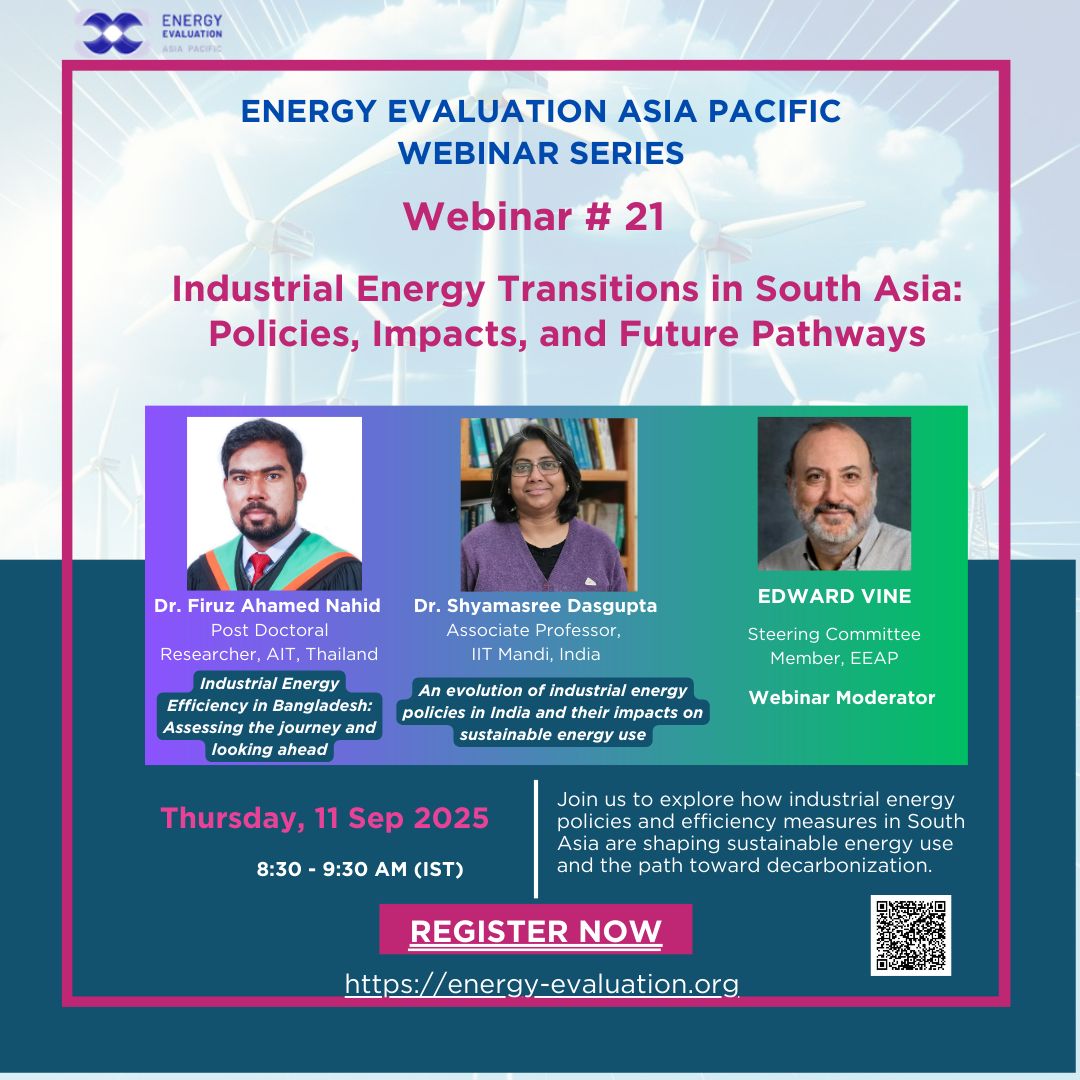 ENERGY
EVALUATION
ASIA PACIFIC
ENERGY EVALUATION ASIA PACIFIC
WEBINAR SERIES
Webinar # 21
Industrial Energy Transitions in South Asia:
Policies, Impacts, and Future Pathways
Dr. Firuz Ahamed Nahid
Post Doctoral
Researcher, AIT, Thailand
Industrial Energy
Efficiency in Bangladesh:
Assessing the journey and
looking ahead
Dr. Shyamasree Dasgupta
Associate Professor,
IIT Mandi, India
An evolution of industrial energy
policies in India and their impacts on
sustainable energy use
EDWARD VINE
Steering Committee
Member, EEAP
Webinar Moderator
Thursday, 11 Sep 2025
8:30 - 9:30 AM (IST)
Join us to explore how industrial energy
policies and efficiency measures in South
Asia are shaping sustainable energy use
and the path toward decarbonization.
REGISTER NOW
https://energy-evaluation.org